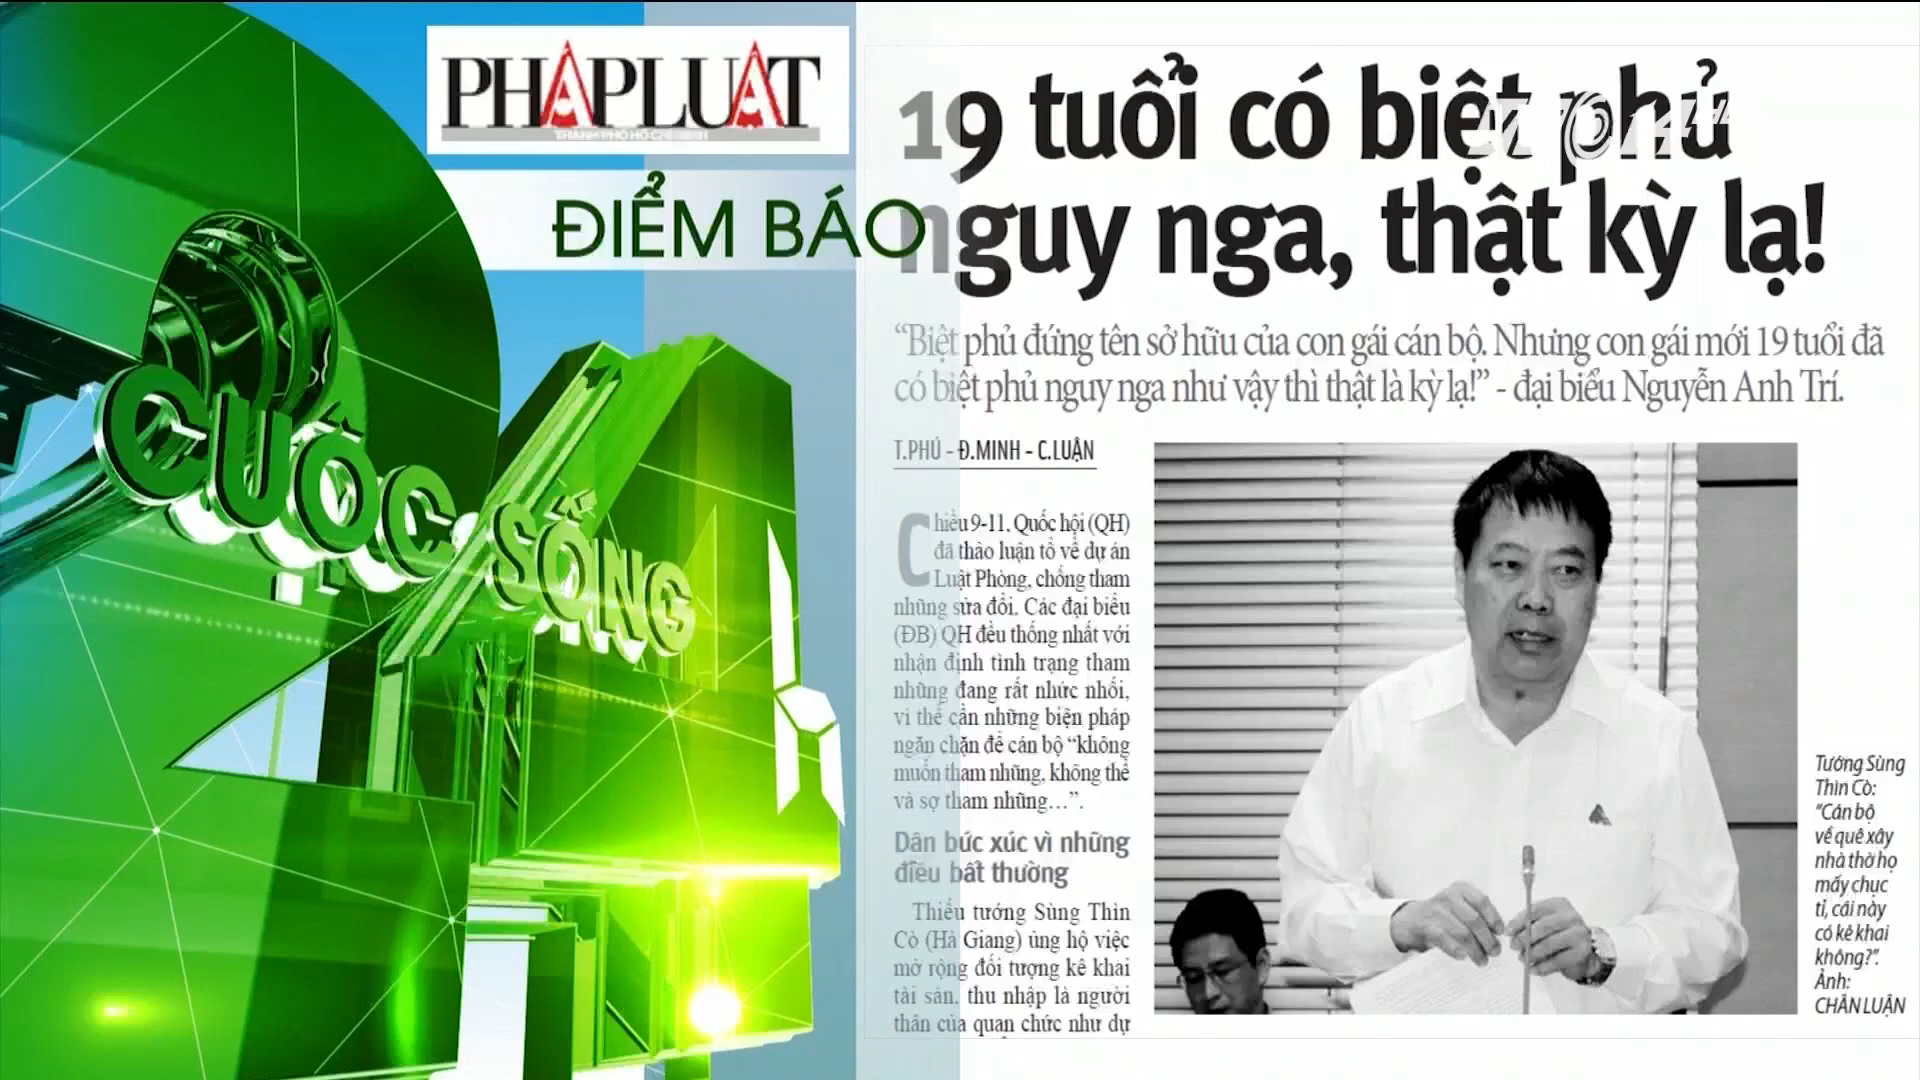 PHÁP LUẬT
THÀNH PHỐ HỒ CHÍ MINH
ĐIỂM BÁO
CUỘC SỐNG
24h
19 tuổi có biệt phủ
nguy nga, thật kỳ lạ!
“Biệt phủ đứng tên sở hữu của con gái cán bộ. Nhưng con gái mới 19 tuổi đã
có biệt phủ nguy nga như vậy thì thật là kỳ lạ!” - đại biểu Nguyễn Anh Trí.
T.PHÚ - Đ.MINH - C.LUẬN
Chiều 9-11, Quốc hội (QH)
đã thảo luận tổ về dự án
Luật Phòng, chống tham
nhũng sửa đổi. Các đại biểu
(ĐB) QH đều thống nhất với
nhận định tình trạng tham
nhũng đang rất nhức nhối,
vì thế cần những biện pháp
ngăn chặn để cán bộ “không
muốn tham nhũng, không thể
và sợ tham nhũng…”.
Dân bức xúc vì những
điều bất thường
Thiếu tướng Sùng Thìn
Cò (Hà Giang) ủng hộ việc
mở rộng đối tượng kê khai
tài sản, thu nhập là người
thân của quan chức như dự
Tướng Sùng
Thìn Cò:
“Cán bộ
về quê xây
nhà thờ họ
mấy chục
tỉ, cái này
có kê khai
không?”.
Ảnh:
CHÂN LUẬN